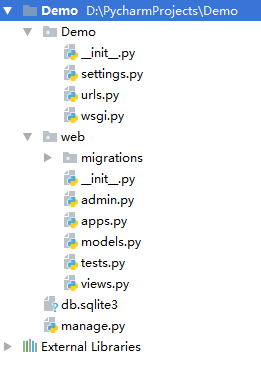 Demo D:\PycharmProjects\Demo
Demo
__init__.py
settings.py
urls.py
wsgi.py
web
migrations
__init__.py
admin.py
apps.py
models.py
tests.py
views.py
db.sqlite3
manage.py
External Libraries